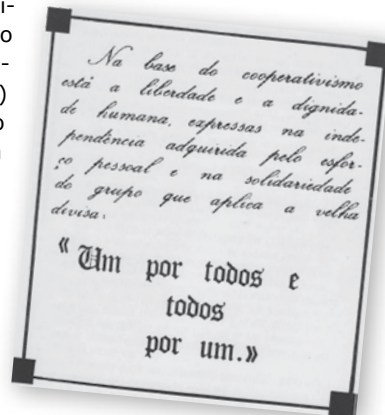 i-
o
-
)
o
Na base do cooperativismo
está a liberdade e a dignida-
de humana, expressas na inde-
pendência adquirida pelo esfor-
ço pessoal e na solidariedade
do grupo que aplica a velha
divisa:
« Um por todos e
todos
por um.»